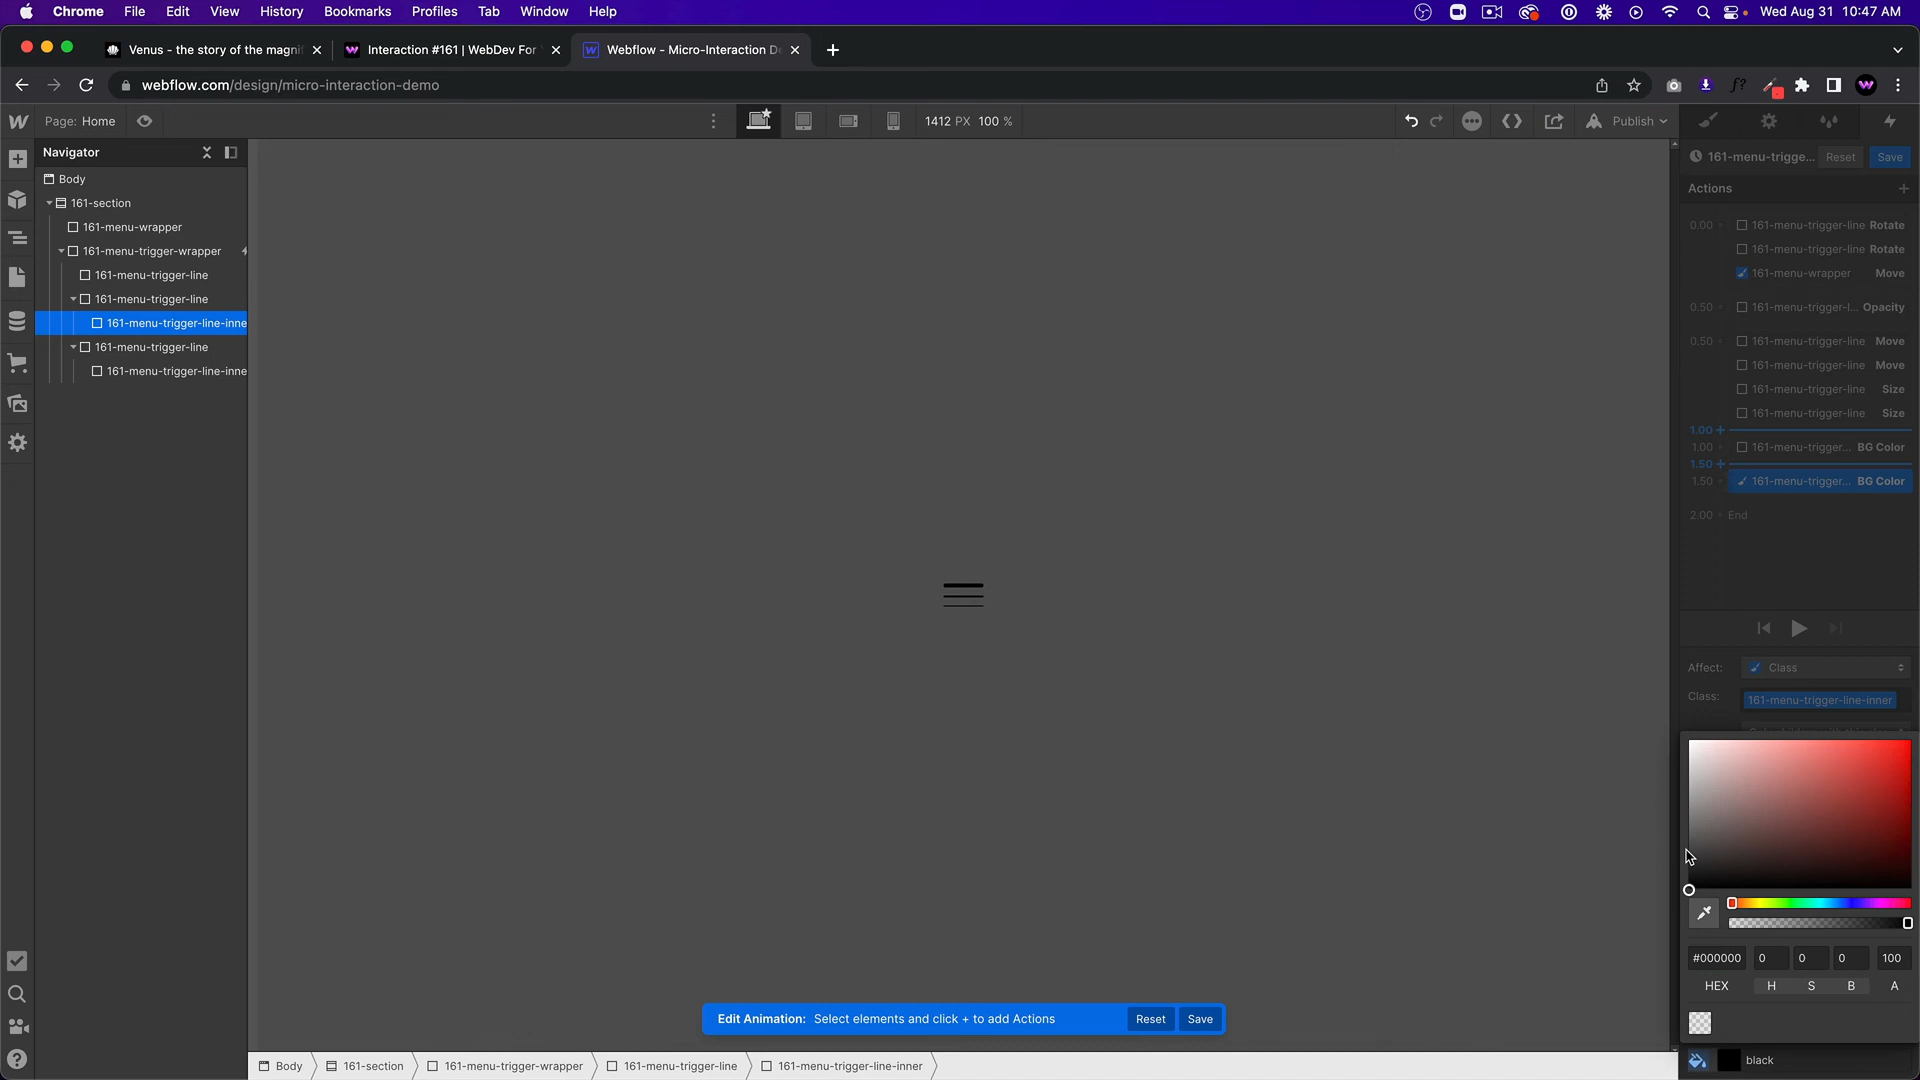 Chrome File Edit View History Bookmarks Profiles Tab Window Help Wed Aug 31 10:47 AM
Venus - the story of the magni
Interaction #161 | WebDev For
Webflow - Micro-Interaction D
webflow.com/design/micro-interaction-demo
Page: Home
1412 PX 100 %
Publish
Navigator
Body
161-section
161-menu-wrapper
161-menu-trigger-wrapper
161-menu-trigger-line
161-menu-trigger-line
161-menu-trigger-line-inne
161-menu-trigger-line
161-menu-trigger-line-inne
161-menu-trigge... Reset Save
Actions
0.00 161-menu-trigger-line Rotate
161-menu-trigger-line Rotate
161-menu-wrapper Move
0.50 161-menu-trigger-l... Opacity
0.50 161-menu-trigger-line Move
161-menu-trigger-line Move
161-menu-trigger-line Size
161-menu-trigger-line Size
1.00 +
1.00 161-menu-trigger... BG Color
1.50 +
1.50 161-menu-trigger... BG Color
2.00 End
Affect: Class
Class: 161-menu-trigger-line-inner
#000000 0 0 0 100
HEX H S B A
black
Edit Animation: Select elements and click + to add Actions Reset Save
Body 161-section 161-menu-trigger-wrapper 161-menu-trigger-line 161-menu-trigger-line-inner